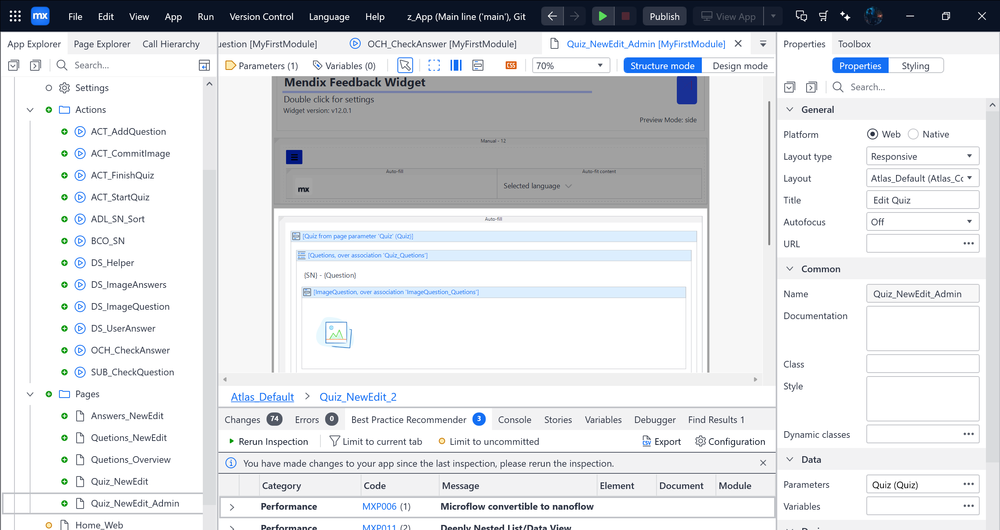 mx File Edit View App Run Version Control Language Help z_App (Main line ('main'), Git Publish View App
App Explorer Page Explorer Call Hierarchy
Search...
Settings
Actions
ACT_AddQuestion
ACT_CommitImage
ACT_FinishQuiz
ACT_StartQuiz
ADL_SN_Sort
BCO_SN
DS_Helper
DS_ImageAnswers
DS_ImageQuestion
DS_UserAnswer
OCH_CheckAnswer
SUB_CheckQuestion
Pages
Answers_NewEdit
Quetions_NewEdit
Quetions_Overview
Quiz_NewEdit
Quiz_NewEdit_Admin
Home_Web
uestion [MyFirstModule] OCH_CheckAnswer [MyFirstModule] Quiz_NewEdit_Admin [MyFirstModule]
Parameters (1) Variables (0) CSS 70% Structure mode Design mode
Mendix Feedback Widget
Double click for settings
Widget version: v12.0.1
Preview Mode: side
Manual - 12
Auto-fill Auto-fit content
mx Selected language
Auto-fill
[Quiz from page parameter 'Quiz' (Quiz)]
[Quetions, over association 'Quiz_Quetions']
{SN} - {Question}
[ImageQuestion, over association 'ImageQuestion_Quetions']
Atlas_Default > Quiz_NewEdit_2
Changes 74 Errors 0 Best Practice Recommender 3 Console Stories Variables Debugger Find Results 1
Rerun Inspection Limit to current tab Limit to uncommitted CSV Export Configuration
You have made changes to your app since the last inspection, please rerun the inspection.
Category Code Message Element Document Module
Performance MXP006 (1) Microflow convertible to nanoflow
Performance MXP011 (2) Deeply Nested List/Data View
Properties Toolbox
Properties Styling
Search...
General
Platform Web Native
Layout type Responsive
Layout Atlas_Default (Atlas_Cc
Title Edit Quiz
Autofocus Off
URL
Common
Name Quiz_NewEdit_Admin
Documentation
Class
Style
Dynamic classes
Data
Parameters Quiz (Quiz)
Variables